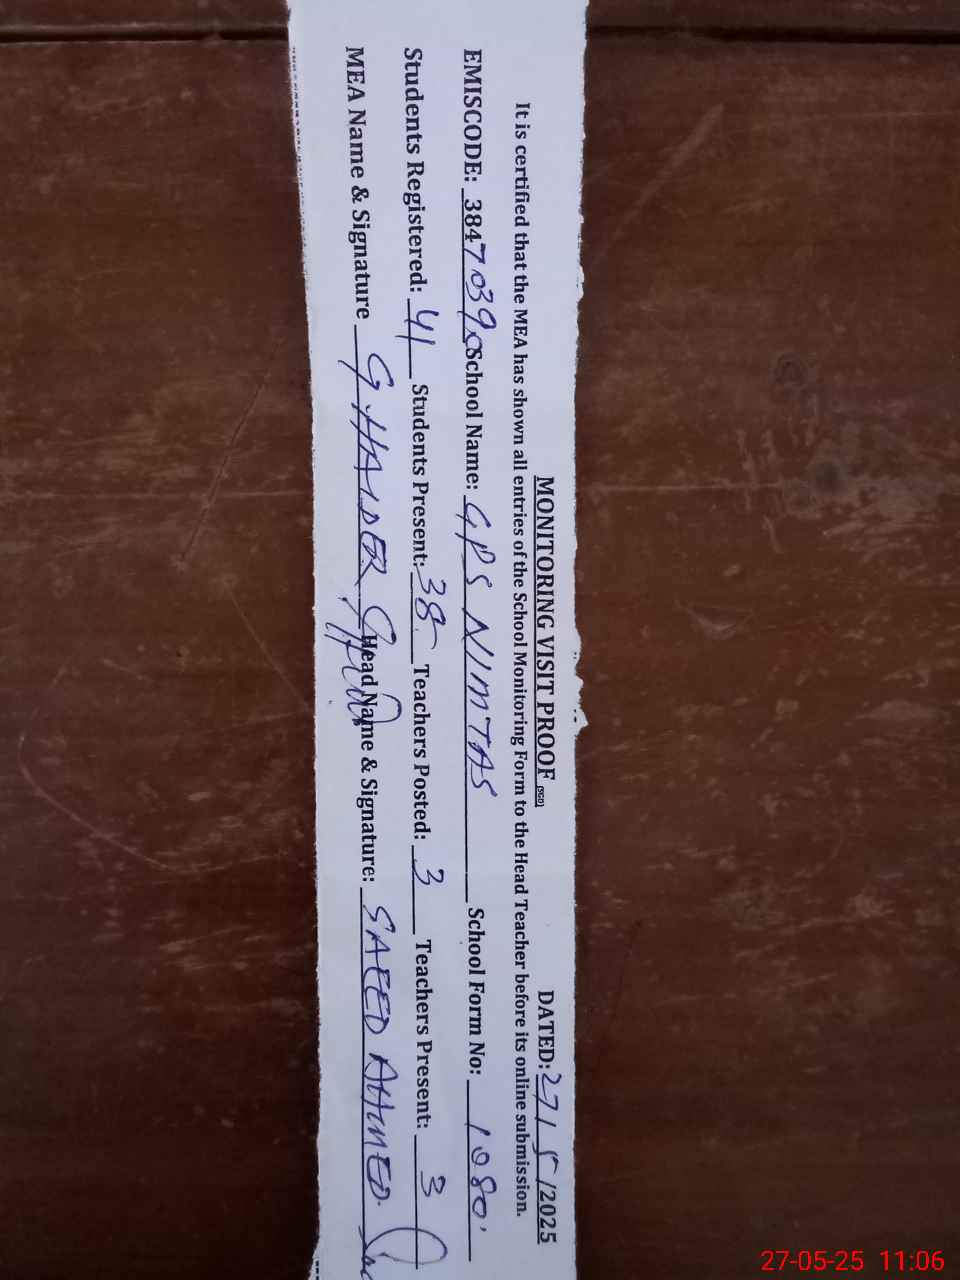 MONITORING VISIT PROOF (SGO) DATED: 27/5/2025
It is certified that the MEA has shown all entries of the School Monitoring Form to the Head Teacher before its online submission.
EMISCODE: 38470390 School Name: GPS NIMTAS School Form No: 1080
Students Registered: 41 Students Present: 38 Teachers Posted: 3 Teachers Present: 3
MEA Name & Signature G HAIDER Head Name & Signature: SAEED AHMED
27-05-25 11:06